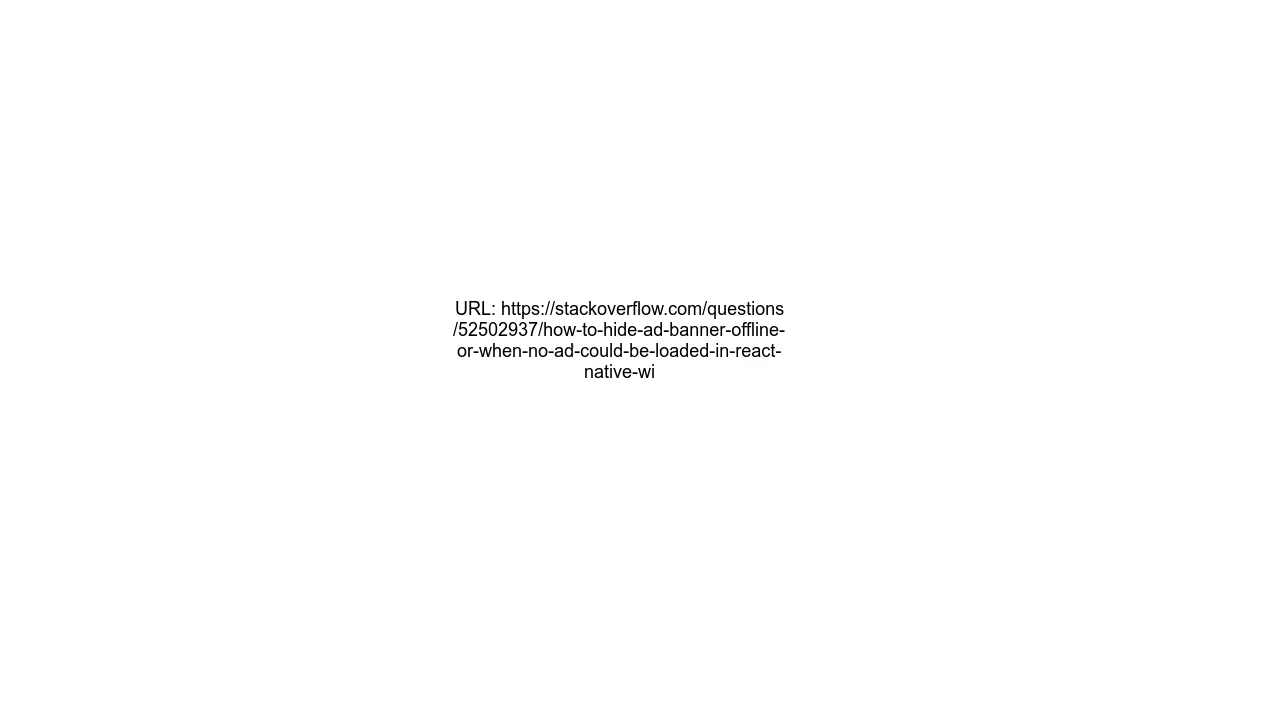 URL: https://stackoverflow.com/questions
/52502937/how-to-hide-ad-banner-offline-
or-when-no-ad-could-be-loaded-in-react-
native-wi